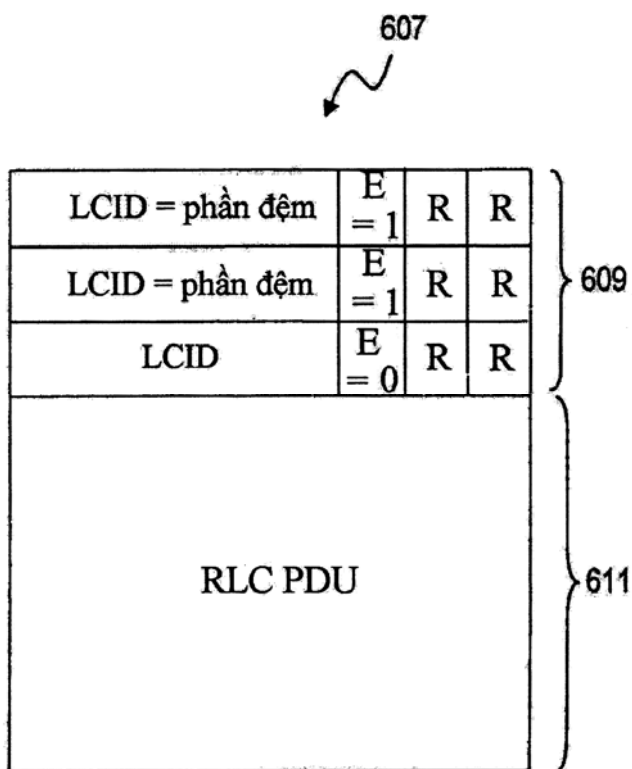 607
LCID = phần đệm E = 1 R R
LCID = phần đệm E = 1 R R
609
LCID E = 0 R R
RLC PDU
611